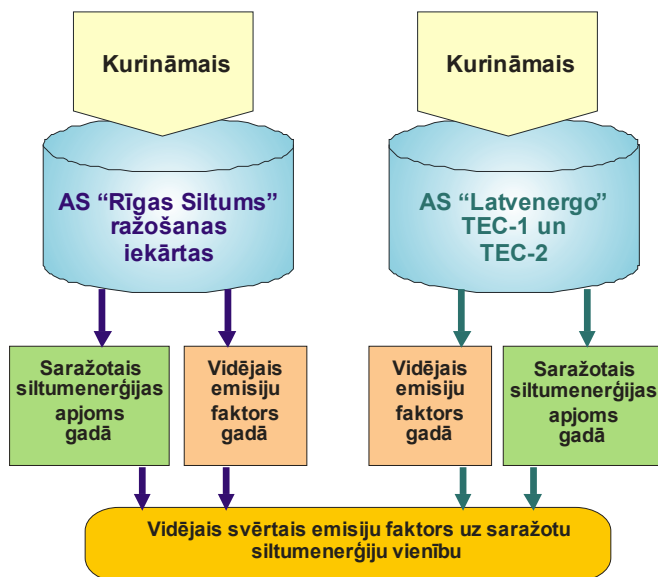 Kurināmais
Kurināmais
AS “Rīgas Siltums”
ražošanas
iekārtas
AS “Latvenergo”
TEC-1 un
TEC-2
Saražotais
siltumenerģijas
apjoms
gadā
Vidējais
emisiju
faktors
gadā
Vidējais
emisiju
faktors
gadā
Saražotais
siltumenerģijas
apjoms
gadā
Vidējais svērtais emisiju faktors uz saražotu
siltumenerģiju vienību